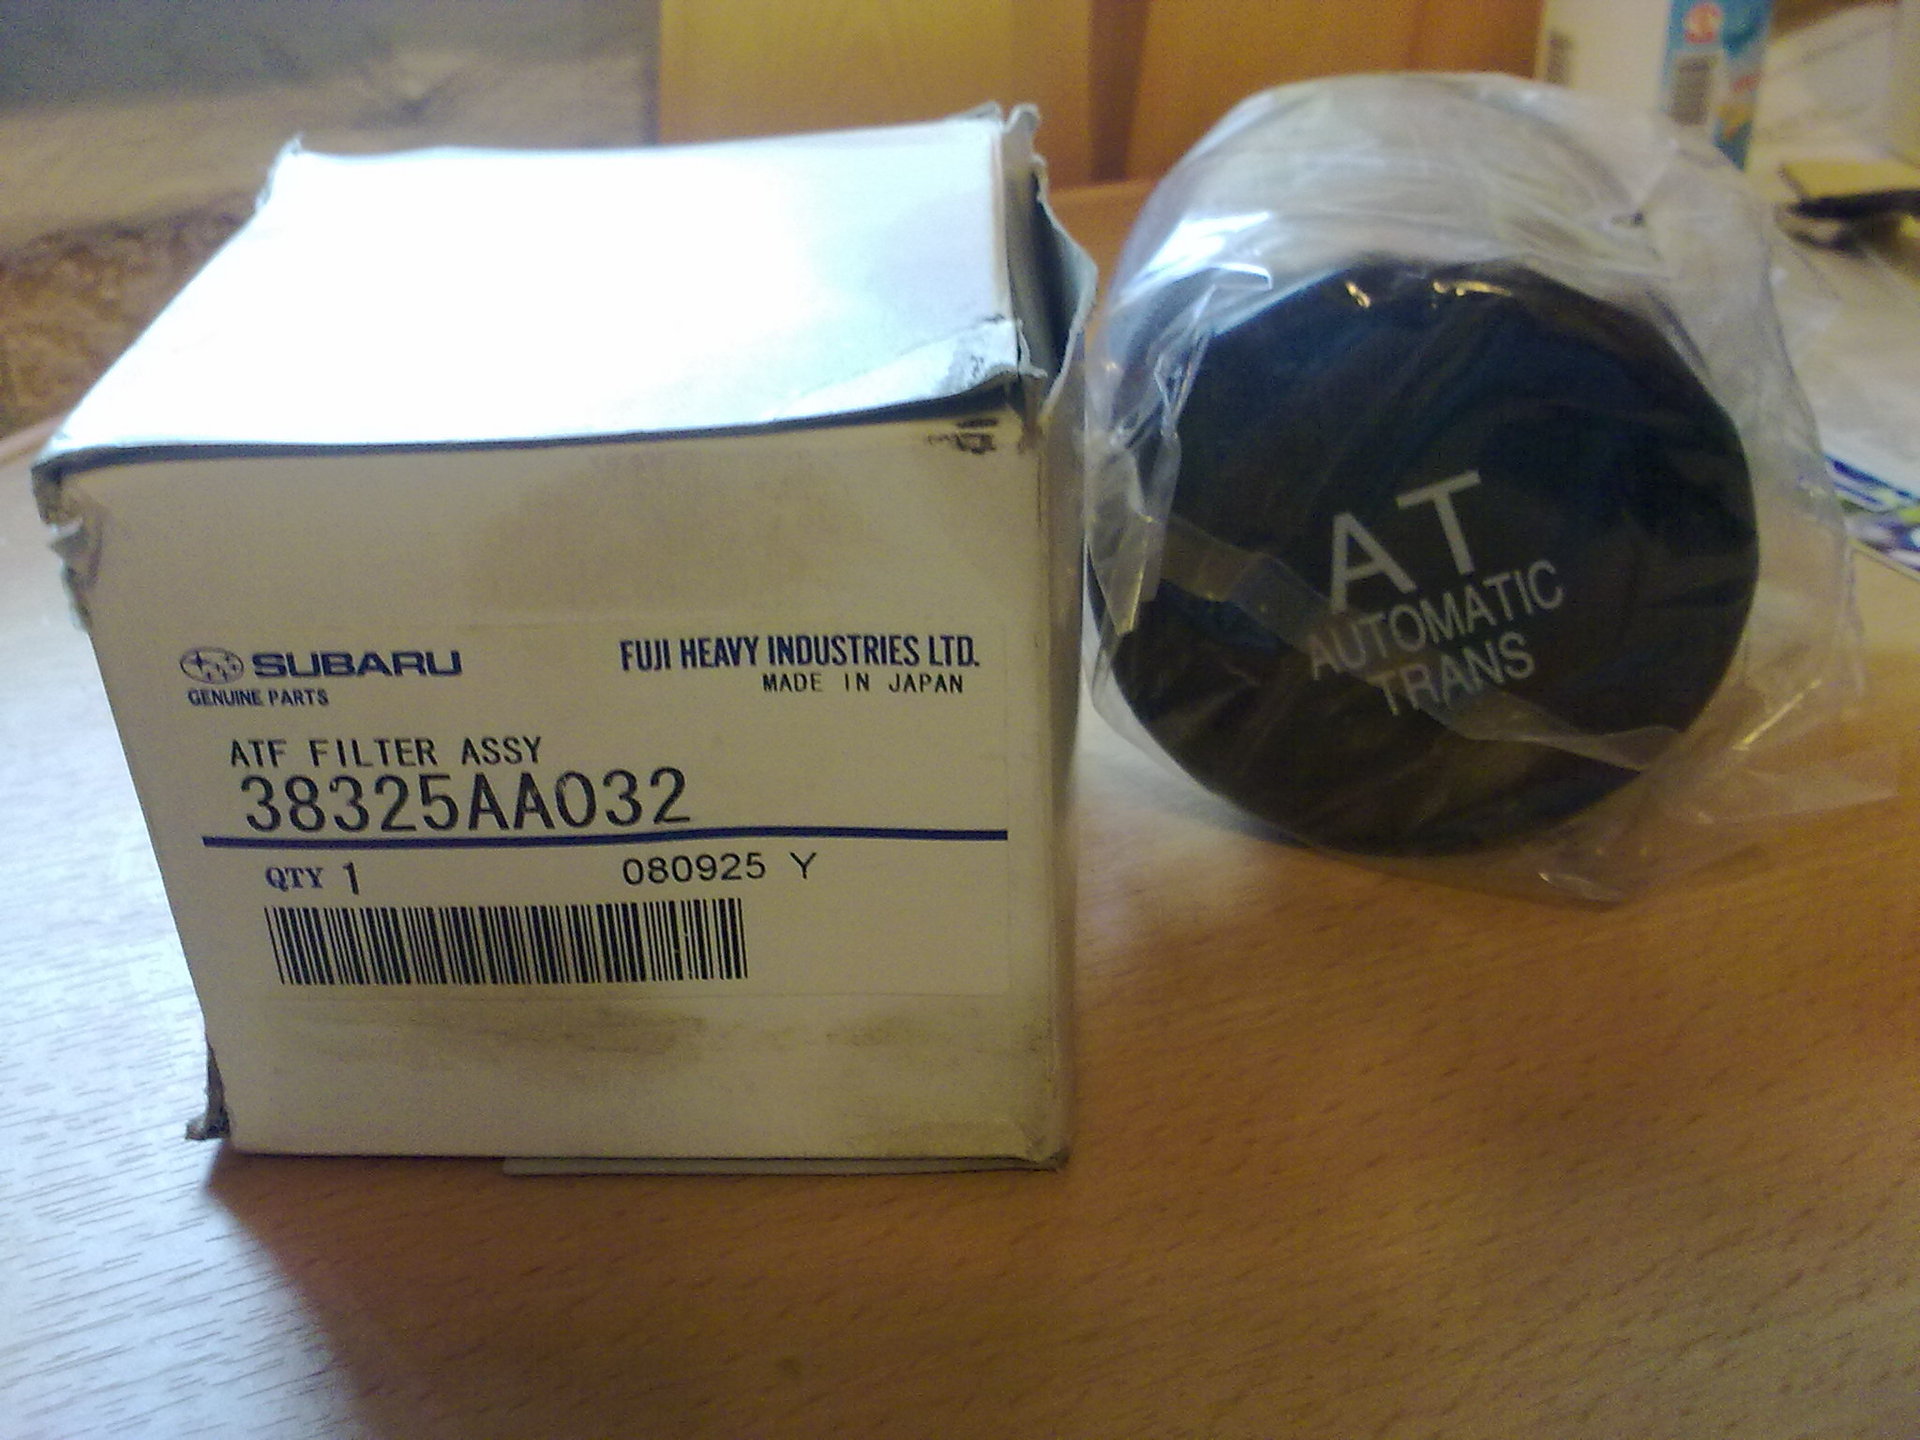 SUBARU
GENUINE PARTS
FUJI HEAVY INDUSTRIES LTD.
MADE IN JAPAN
ATF FILTER ASSY
38325AA032
QTY 1
080925 Y
AT
AUTOMATIC
TRANS